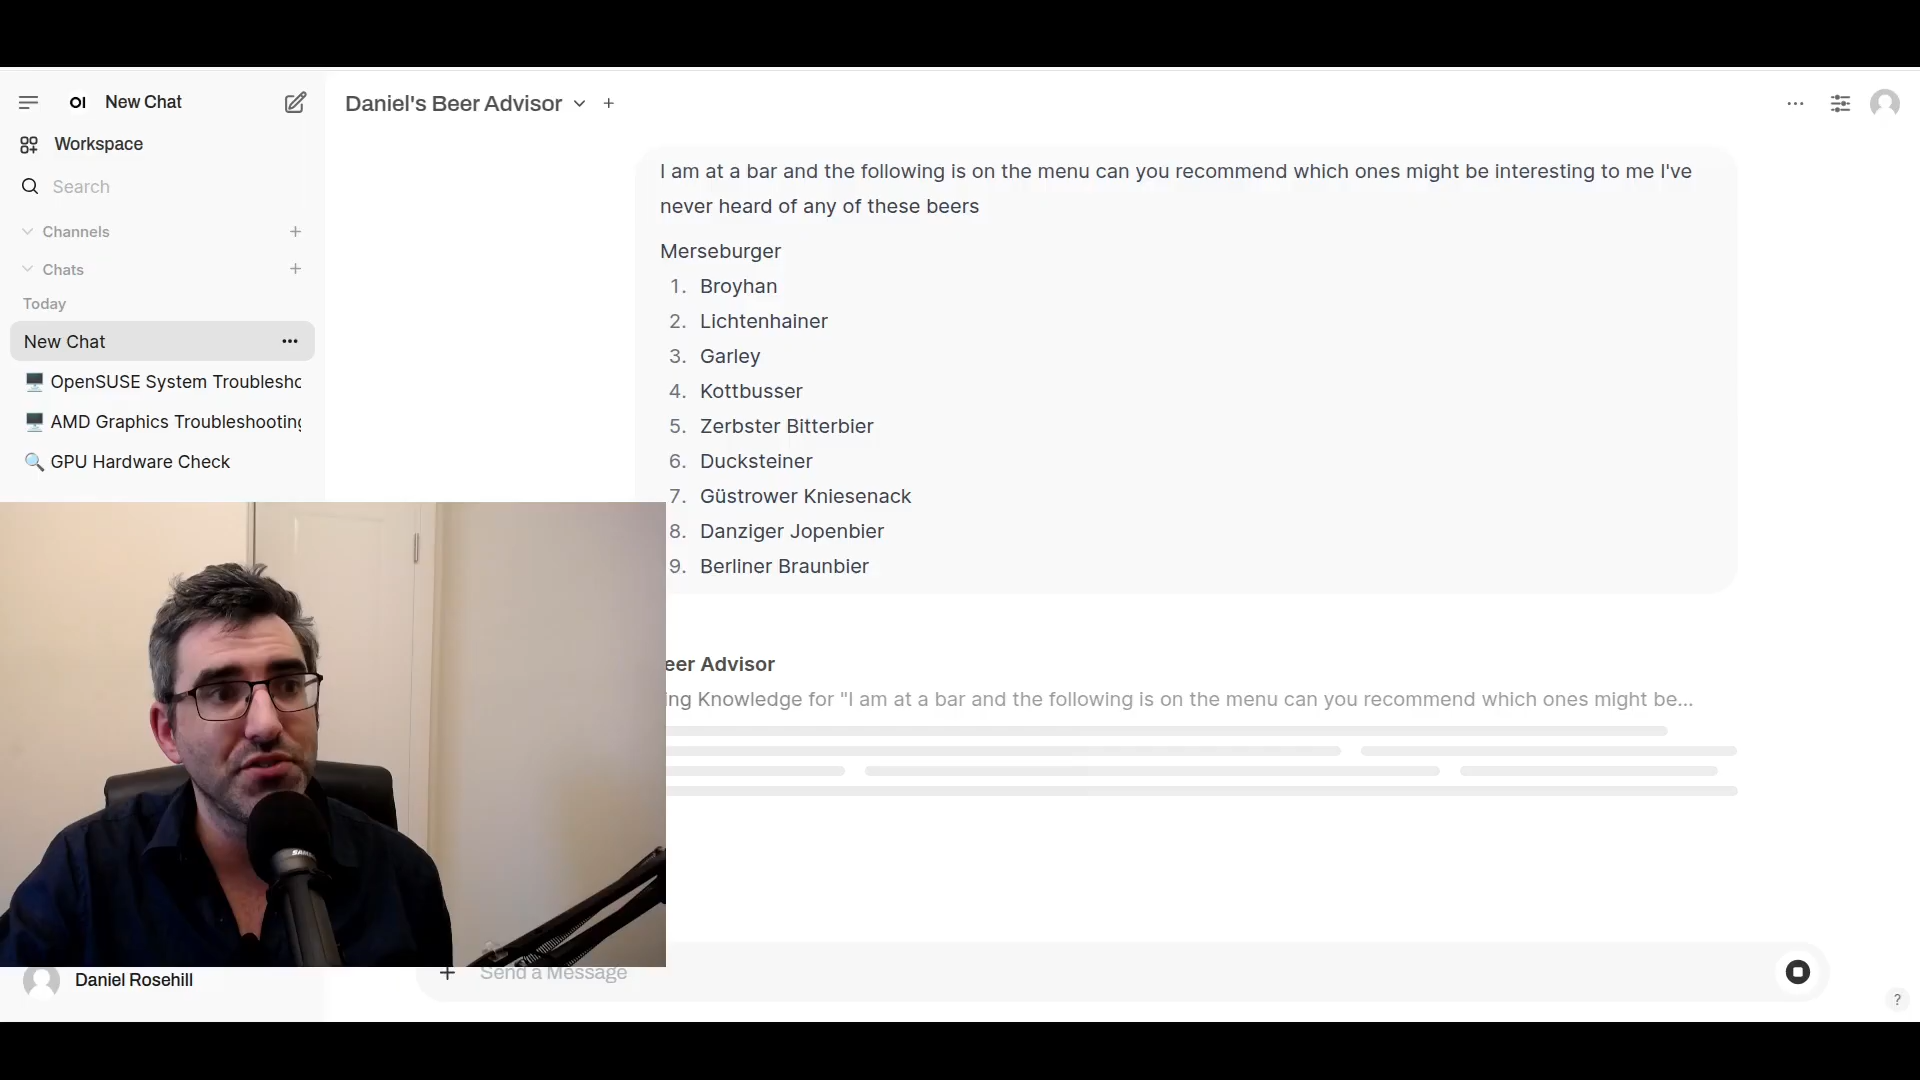 OI New Chat
Workspace
Search
Channels
Chats
Today
New Chat
OpenSUSE System Troublesho
AMD Graphics Troubleshooting
GPU Hardware Check
Daniel Rosehill
Daniel's Beer Advisor
I am at a bar and the following is on the menu can you recommend which ones might be interesting to me I've
never heard of any of these beers
Merseburger
1. Broyhan
2. Lichtenhainer
3. Garley
4. Kottbusser
5. Zerbster Bitterbier
6. Ducksteiner
7. Güstrower Kniesenack
8. Danziger Jopenbier
9. Berliner Braunbier
eer Advisor
ing Knowledge for "I am at a bar and the following is on the menu can you recommend which ones might be...
Send a Message
?